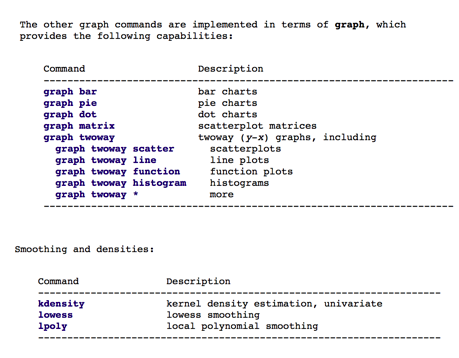 The other graph commands are implemented in terms of graph, which
provides the following capabilities:
Command Description
graph bar bar charts
graph pie pie charts
graph dot dot charts
graph matrix scatterplot matrices
graph twoway twoway (y-x) graphs, including
graph twoway scatter scatterplots
graph twoway line line plots
graph twoway function function plots
graph twoway histogram histograms
graph twoway * more
Smoothing and densities:
Command Description
kdensity kernel density estimation, univariate
lowess lowess smoothing
lpoly local polynomial smoothing